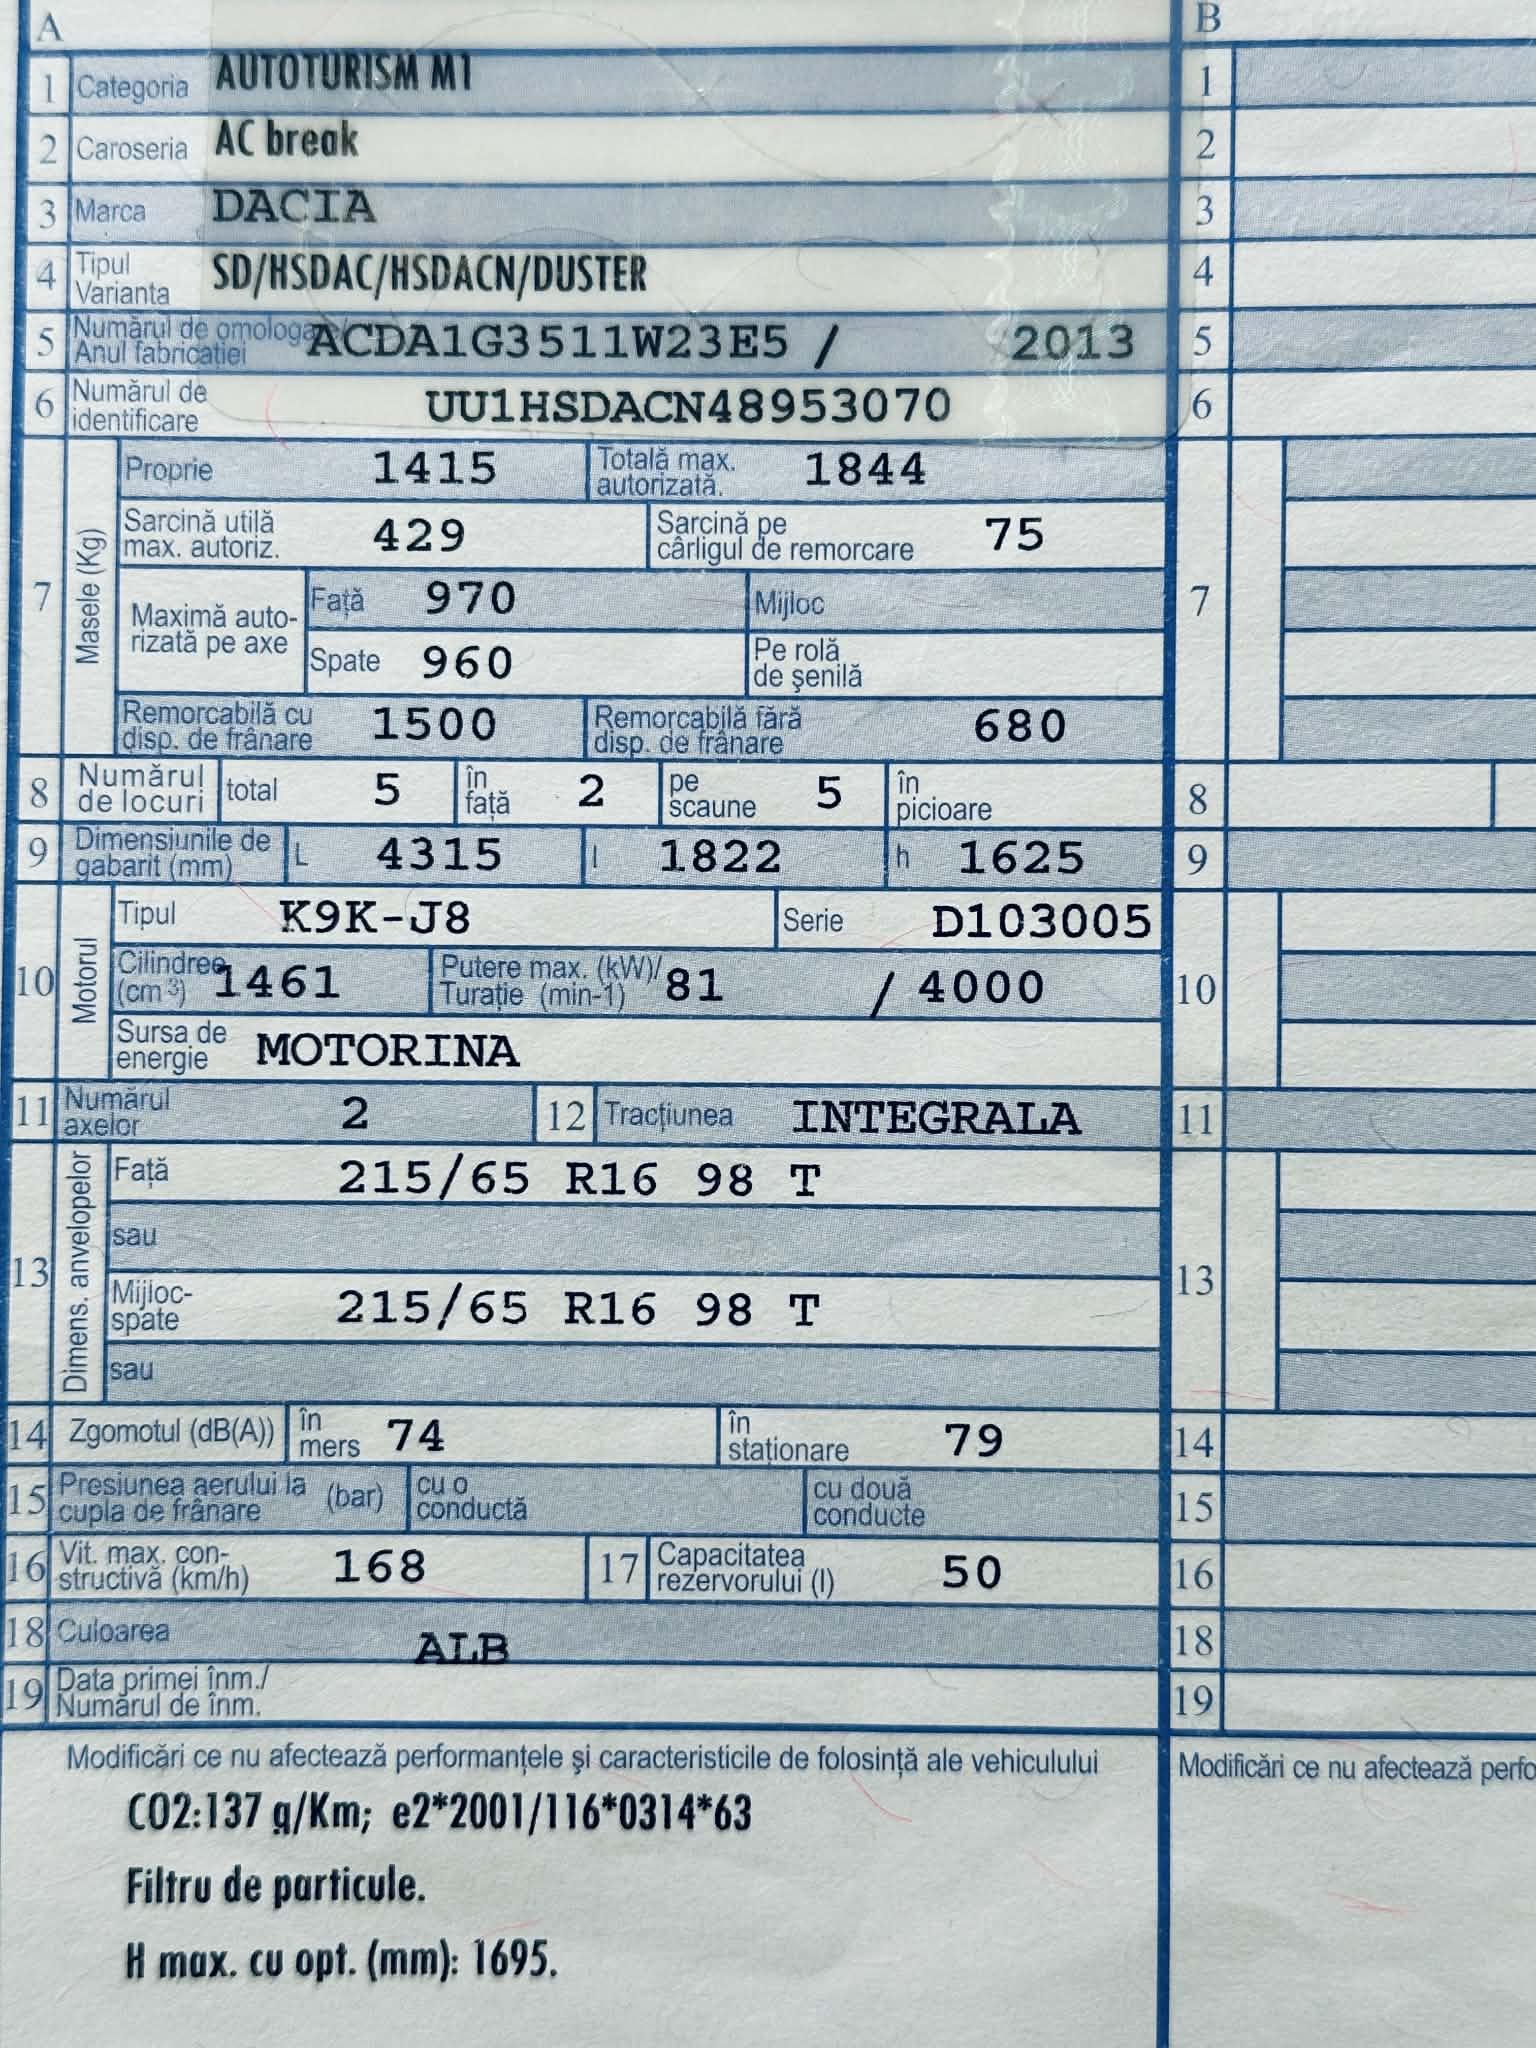 A
B
1 Categoria AUTOTURISM M1
1
2 Caroseria AC break
2
3 Marca DACIA
3
4 Tipul
Varianta SD/HSDAC/HSDACN/DUSTER
4
5 Numărul de omologare/
Anul fabricației ACDA1G3511W23E5 / 2013
5
6 Numărul de
identificare UU1HSDACN48953070
6
7 Masele (Kg)
Proprie 1415 Totală max.
autorizată. 1844
Sarcină utilă
max. autoriz. 429 Sarcină pe
cârligul de remorcare 75
Maximă auto-
rizată pe axe Față 970 Mijloc
Spate 960 Pe rolă
de șenilă
Remorcabilă cu
disp. de frânare 1500 Remorcabilă fără
disp. de frânare 680
7
8 Numărul
de locuri total 5 în
față 2 pe
scaune 5 în
picioare
8
9 Dimensiunile de
gabarit (mm) L 4315 l 1822 h 1625
9
10 Motorul
Tipul K9K-J8 Serie D103005
Cilindree
(cm³) 1461 Putere max. (kW)/
Turație (min-1) 81 / 4000
Sursa de
energie MOTORINA
10
11 Numărul
axelor 2 12 Tracțiunea INTEGRALA
11
13 Dimens. anvelopelor
Față 215/65 R16 98 T
sau
Mijloc-
spate 215/65 R16 98 T
sau
13
14 Zgomotul (dB(A)) în
mers 74 în
staționare 79
14
15 Presiunea aerului la
cupla de frânare (bar) cu o
conductă cu două
conducte
15
16 Vit. max. con-
structivă (km/h) 168 17 Capacitatea
rezervorului (l) 50
16
18 Culoarea ALB
18
19 Data primei înm./
Numărul de înm.
19
Modificări ce nu afectează performanțele și caracteristicile de folosință ale vehiculului
CO2:137 g/Km; e2*2001/116*0314*63
Filtru de particule.
H max. cu opt. (mm): 1695.
Modificări ce nu afectează perfo